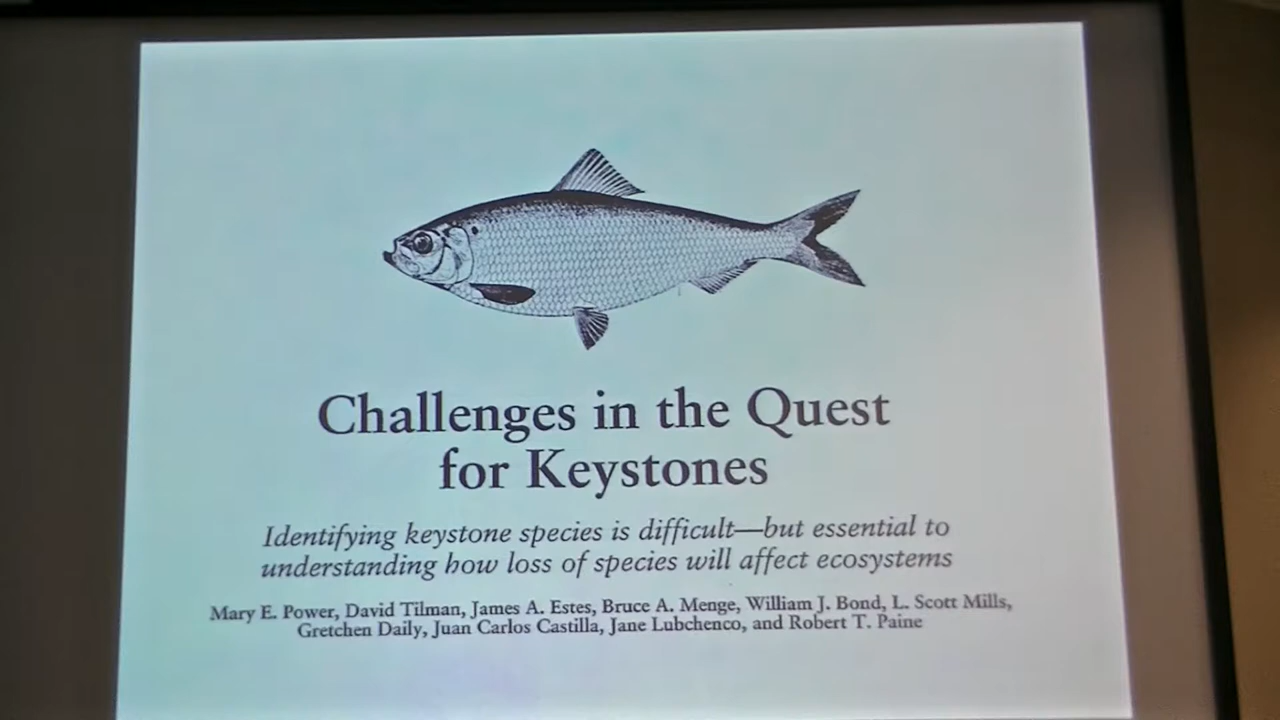 Challenges in the Quest
for Keystones
Identifying keystone species is difficult—but essential to
understanding how loss of species will affect ecosystems
Mary E. Power, David Tilman, James A. Estes, Bruce A. Menge, William J. Bond, L. Scott Mills,
Gretchen Daily, Juan Carlos Castilla, Jane Lubchenco, and Robert T. Paine